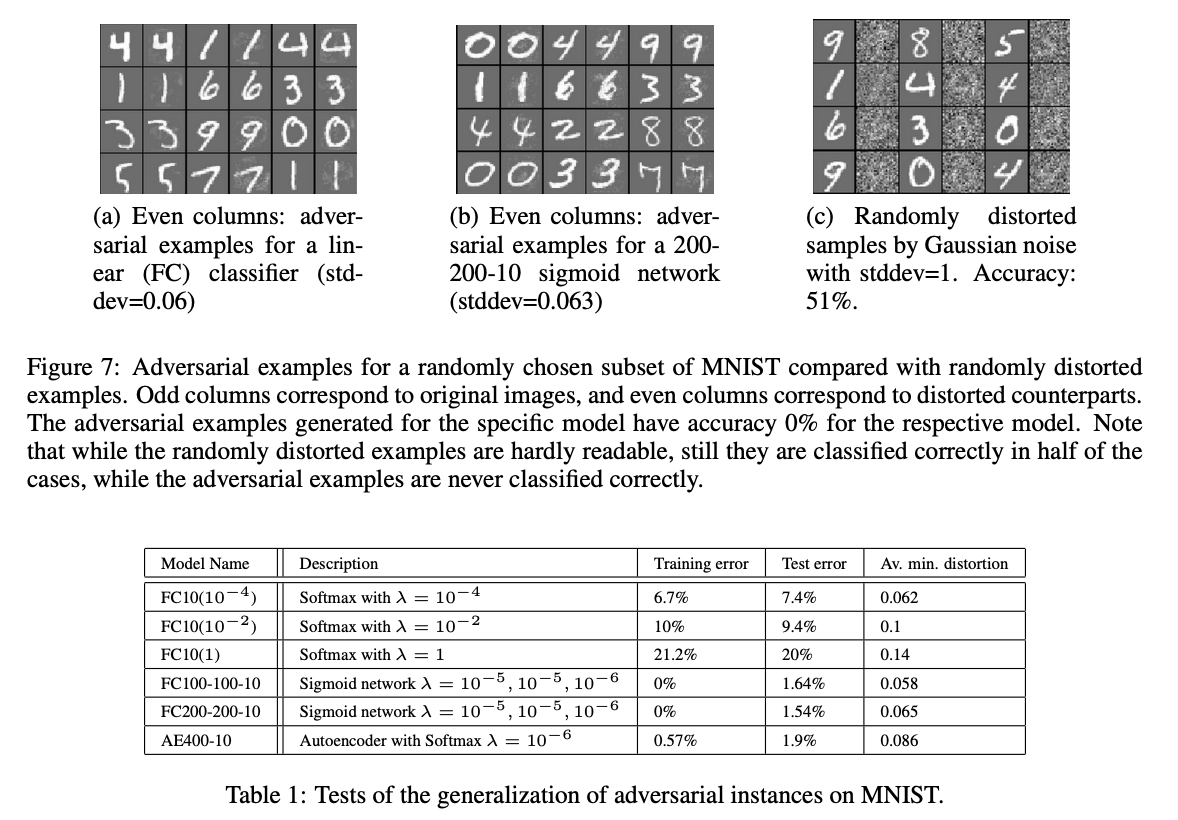 4 4 1 1 4 4
1 1 6 6 3 3
3 3 9 9 0 0
5 5 7 7 1 1
0 0 4 4 9 9
1 1 6 6 3 3
4 4 2 2 8 8
0 0 3 3 7 7
9 8 5
1 4 4
6 3 0
9 0 4
(a) Even columns: adver-
sarial examples for a lin-
ear (FC) classifier (std-
dev=0.06)
(b) Even columns: adver-
sarial examples for a 200-
200-10 sigmoid network
(stddev=0.063)
(c) Randomly distorted
samples by Gaussian noise
with stddev=1. Accuracy:
51%.
Figure 7: Adversarial examples for a randomly chosen subset of MNIST compared with randomly distorted
examples. Odd columns correspond to original images, and even columns correspond to distorted counterparts.
The adversarial examples generated for the specific model have accuracy 0% for the respective model. Note
that while the randomly distorted examples are hardly readable, still they are classified correctly in half of the
cases, while the adversarial examples are never classified correctly.
Model Name Description Training error Test error Av. min. distortion
FC10(10⁻⁴) Softmax with λ = 10⁻⁴ 6.7% 7.4% 0.062
FC10(10⁻²) Softmax with λ = 10⁻² 10% 9.4% 0.1
FC10(1) Softmax with λ = 1 21.2% 20% 0.14
FC100-100-10 Sigmoid network λ = 10⁻⁵, 10⁻⁵, 10⁻⁶ 0% 1.64% 0.058
FC200-200-10 Sigmoid network λ = 10⁻⁵, 10⁻⁵, 10⁻⁶ 0% 1.54% 0.065
AE400-10 Autoencoder with Softmax λ = 10⁻⁶ 0.57% 1.9% 0.086
Table 1: Tests of the generalization of adversarial instances on MNIST.